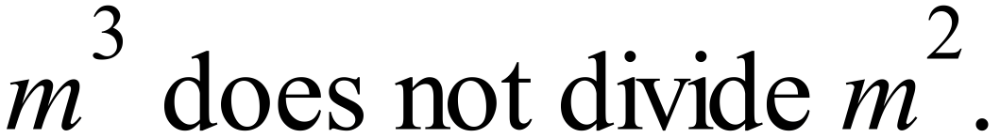 m³ does not divide m².